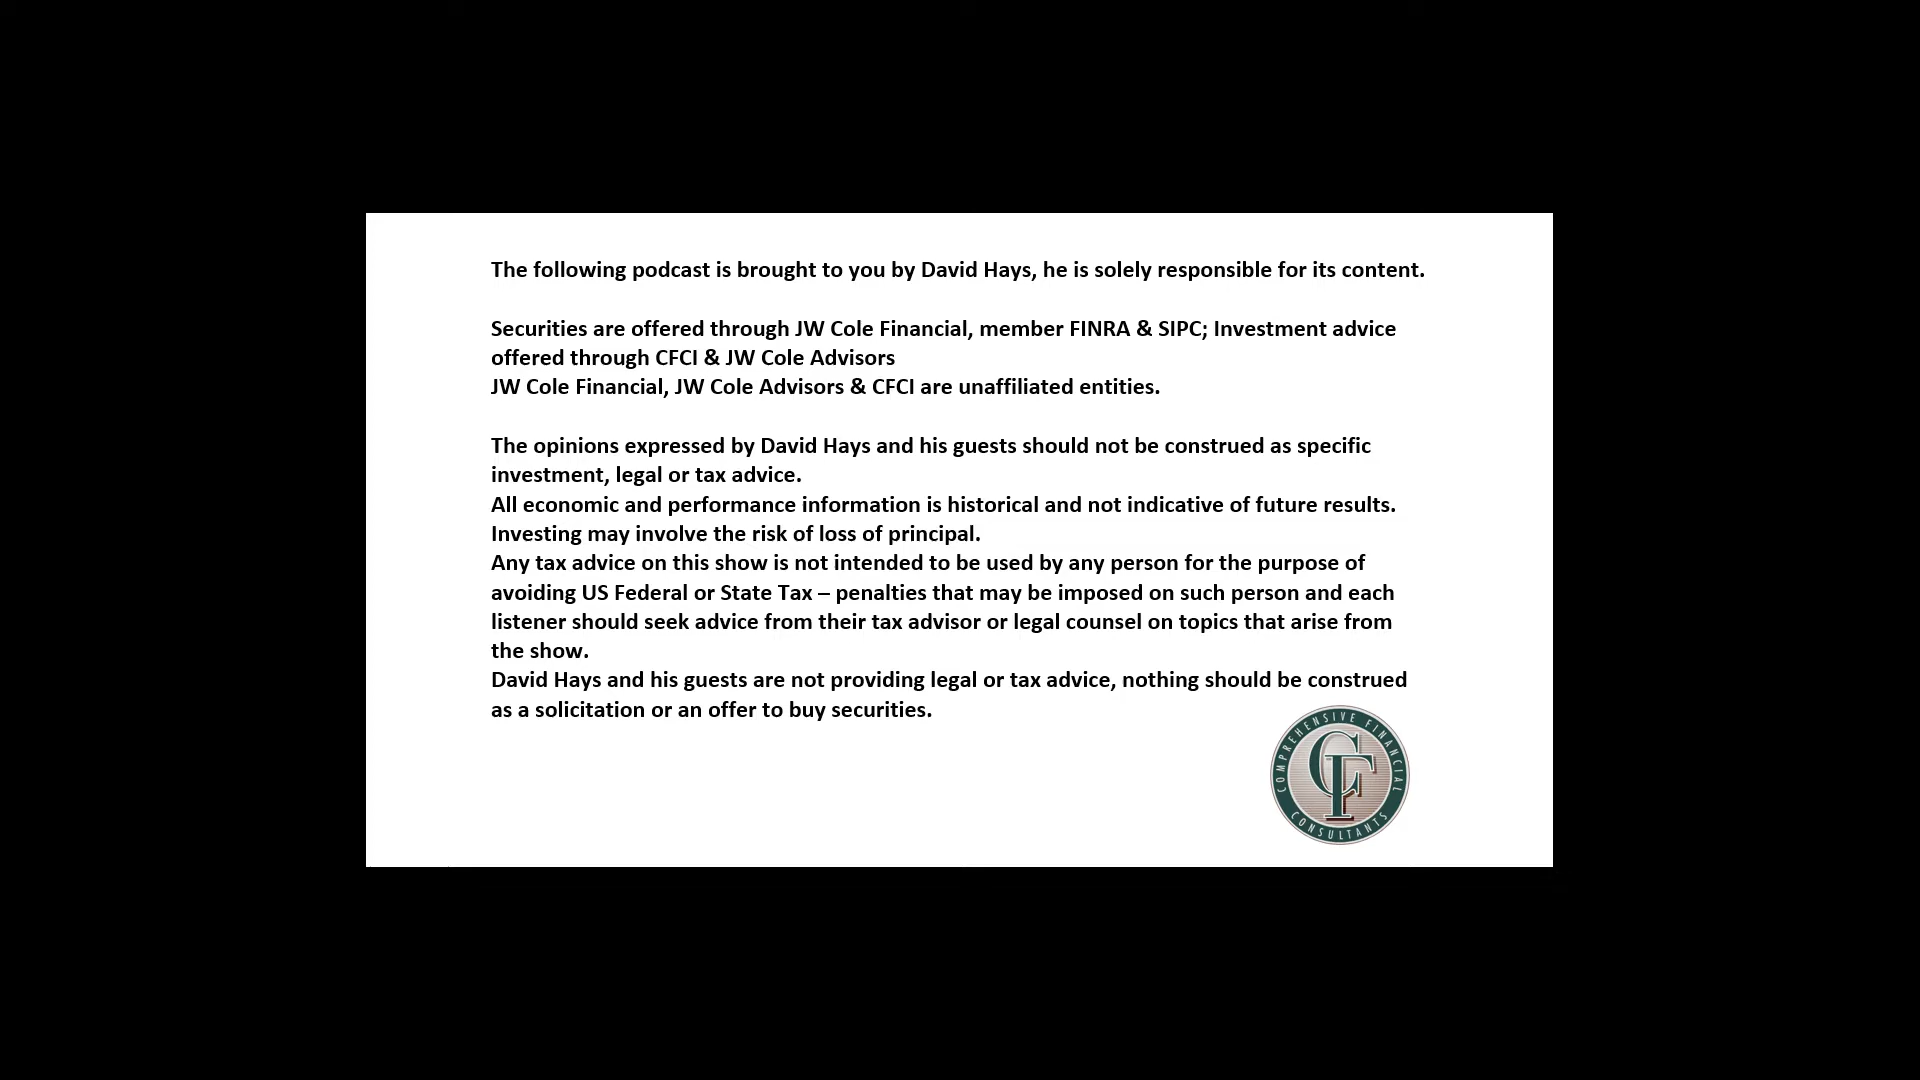 The following podcast is brought to you by David Hays, he is solely responsible for its content.
Securities are offered through JW Cole Financial, member FINRA & SIPC; Investment advice
offered through CFCI & JW Cole Advisors
JW Cole Financial, JW Cole Advisors & CFCI are unaffiliated entities.
The opinions expressed by David Hays and his guests should not be construed as specific
investment, legal or tax advice.
All economic and performance information is historical and not indicative of future results.
Investing may involve the risk of loss of principal.
Any tax advice on this show is not intended to be used by any person for the purpose of
avoiding US Federal or State Tax – penalties that may be imposed on such person and each
listener should seek advice from their tax advisor or legal counsel on topics that arise from
the show.
David Hays and his guests are not providing legal or tax advice, nothing should be construed
as a solicitation or an offer to buy securities.
COMPREHENSIVE FINANCIAL
CF
CONSULTANTS